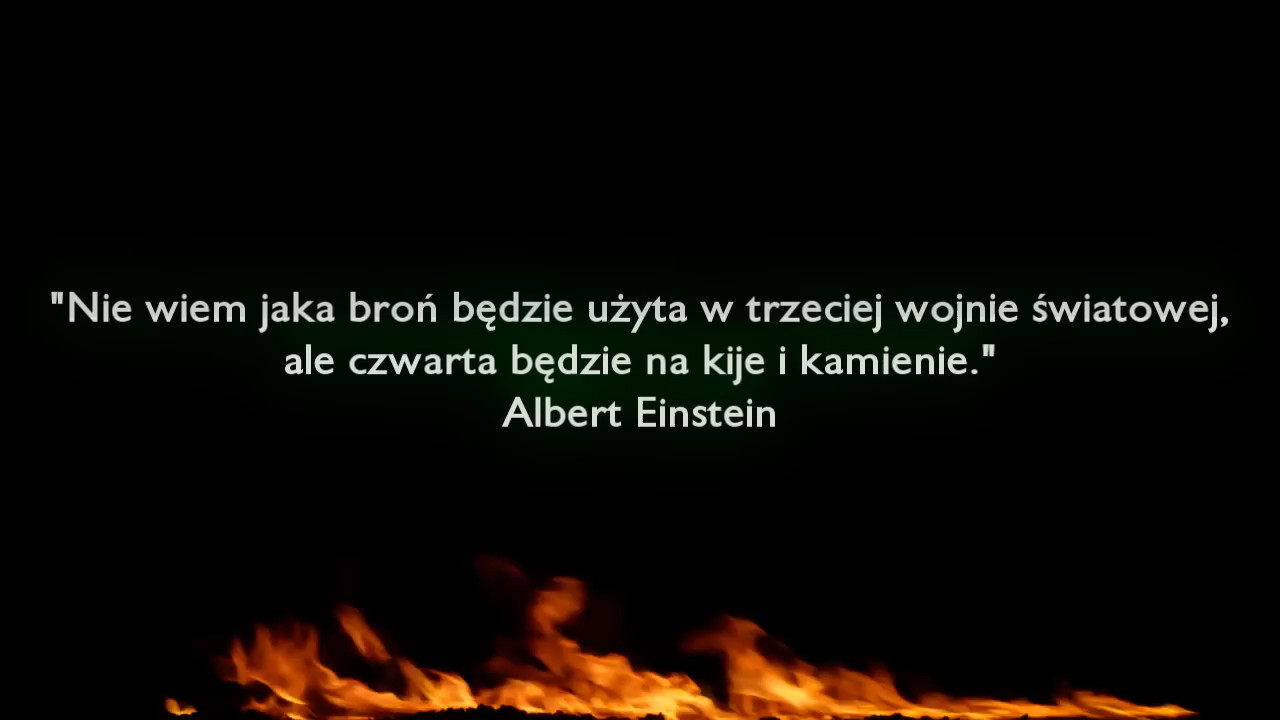 "Nie wiem jaka broń będzie użyta w trzeciej wojnie światowej,
ale czwarta będzie na kije i kamienie."
Albert Einstein